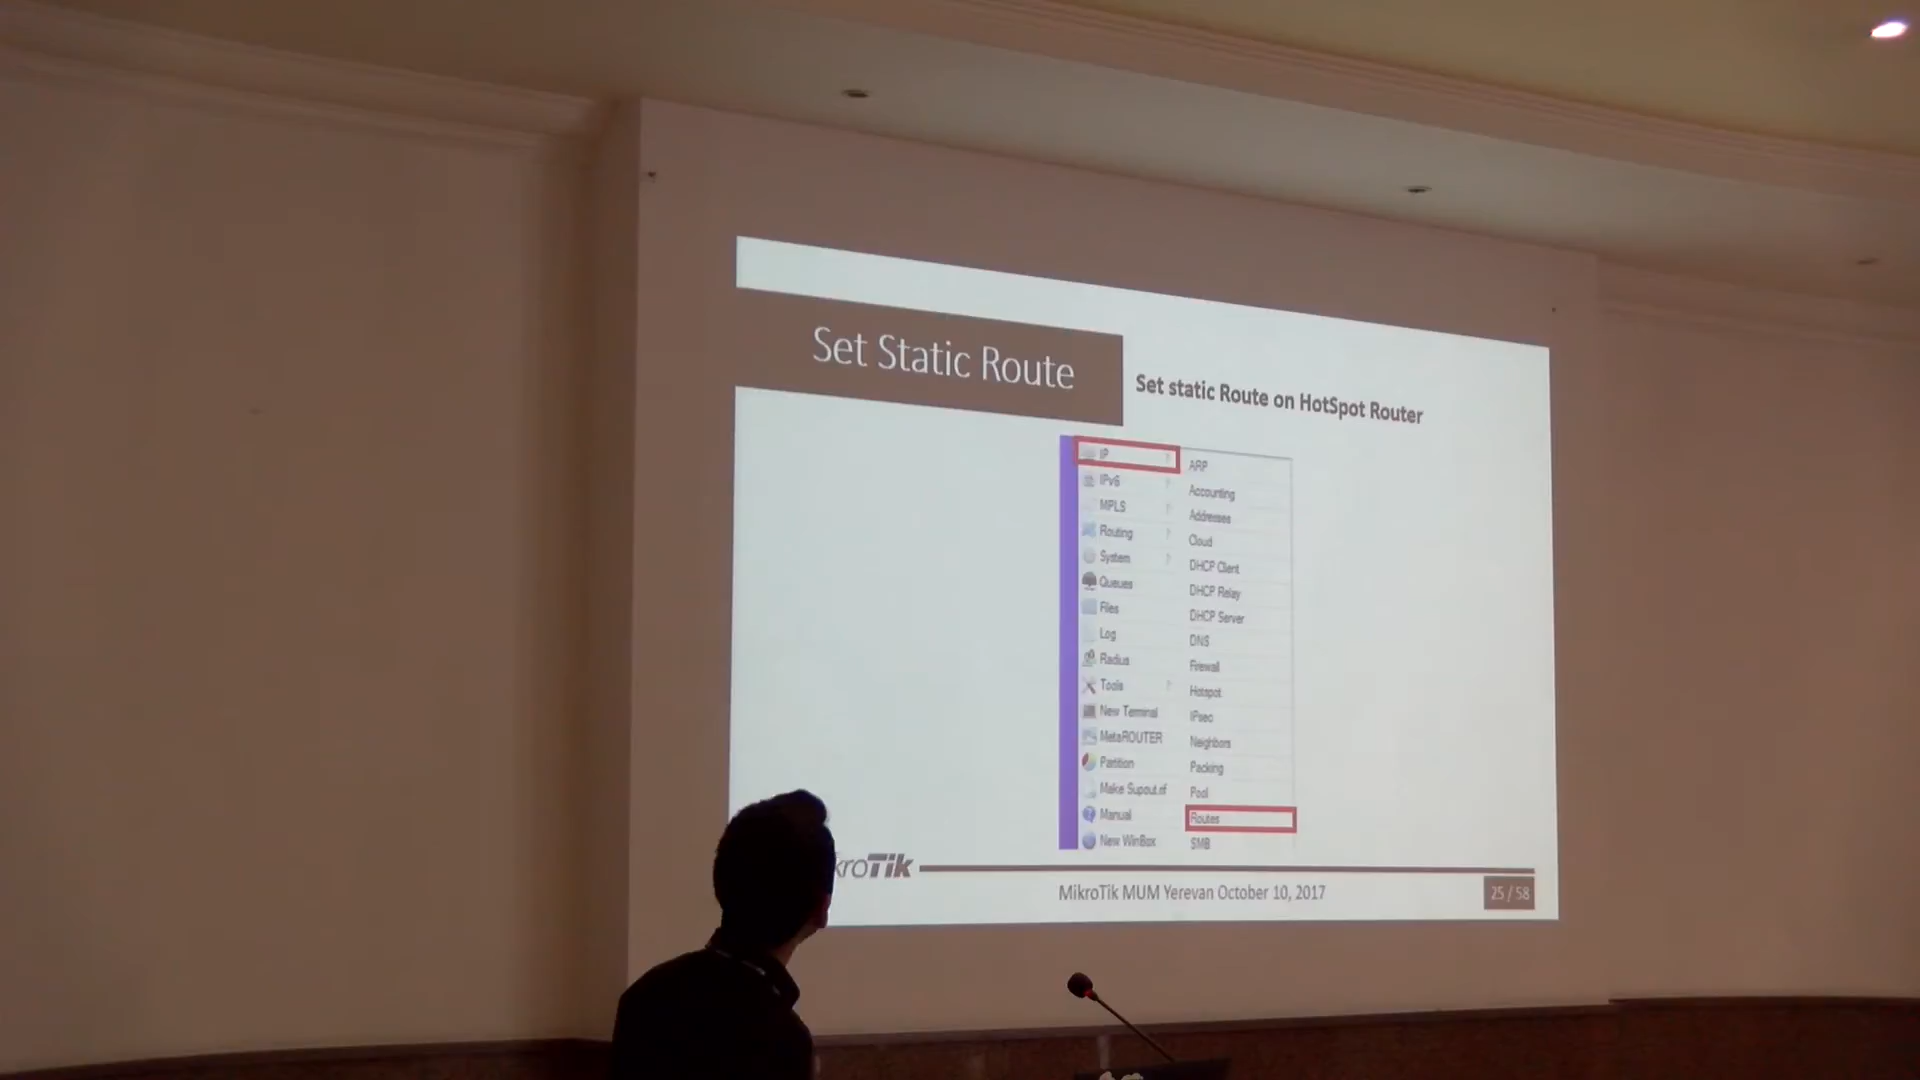 Set Static Route
Set static Route on HotSpot Router
IP
IPv6
MPLS
Routing
System
Queues
Files
Log
Radius
Tools
New Terminal
MetaROUTER
Partition
Make Supout.rif
Manual
New WinBox
ARP
Accounting
Addresses
Cloud
DHCP Client
DHCP Relay
DHCP Server
DNS
Firewall
Hotspot
IPsec
Neighbors
Packing
Pool
Routes
SMB
kroTik
MikroTik MUM Yerevan October 10, 2017
25 / 58